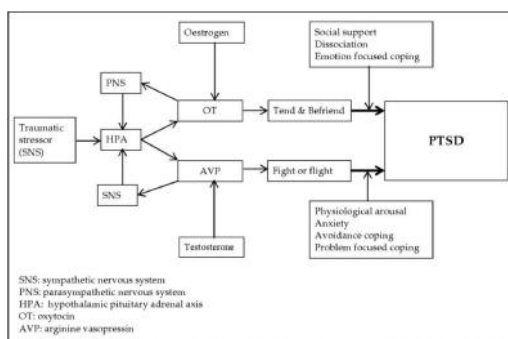 Oestrogen
Social support
Dissociation
Emotion focused coping
PNS
OT
Tend & Befriend
Traumatic
stressor
(SNS)
HPA
PTSD
AVP
Fight or flight
SNS
Physiological arousal
Anxiety
Avoidance coping
Problem focused coping
Testosterone
SNS: sympathetic nervous system
PNS: parasympathetic nervous system
HPA: hypothalamic pituitary adrenal axis
OT: oxytocin
AVP: arginine vasopressin